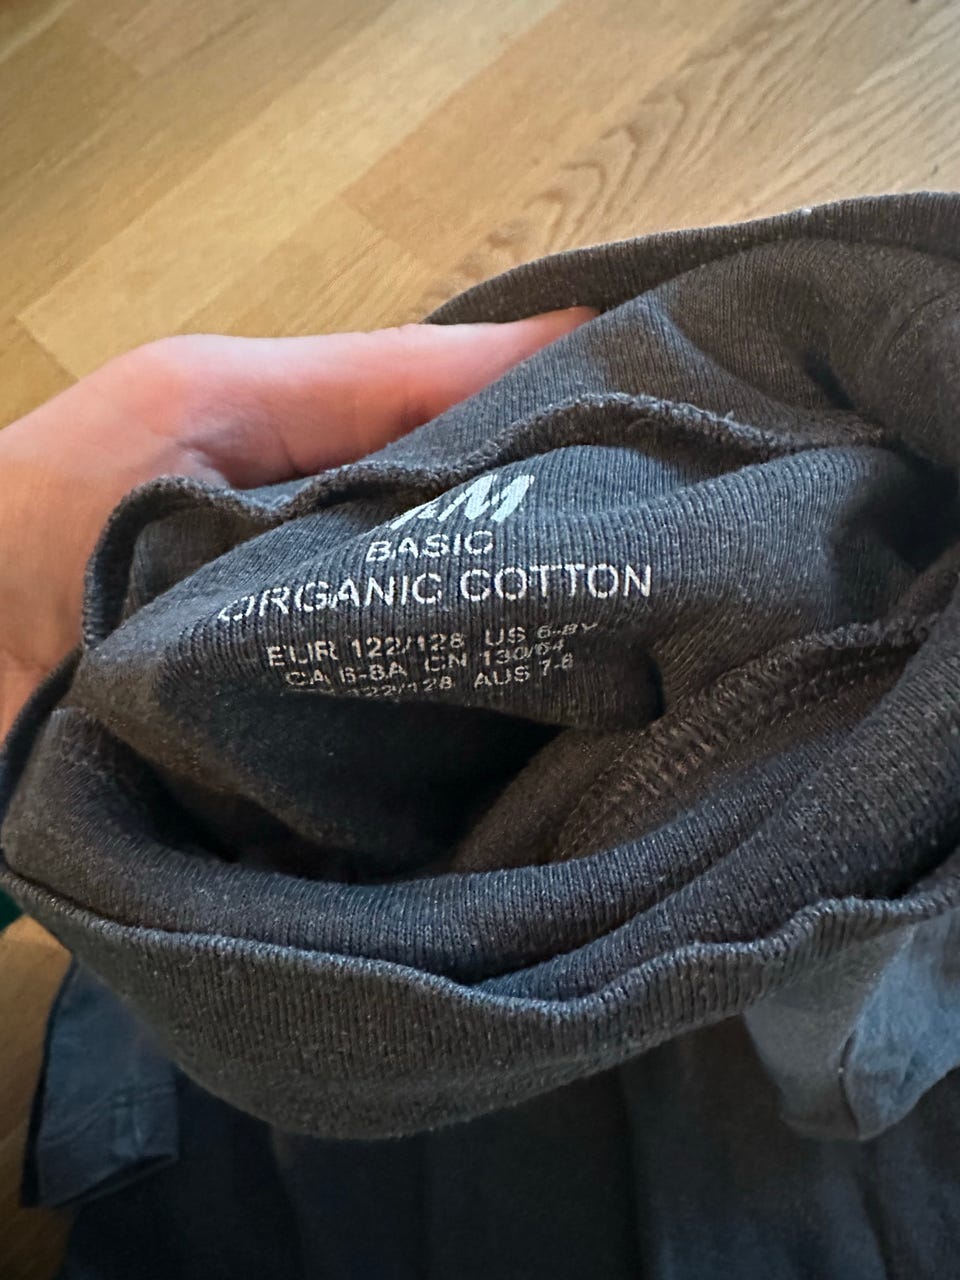 &M
BASIC
ORGANIC COTTON
EUR 122/128 US 6-8Y
CA 6-8A CN 130/64
122/128 AUS 7-8